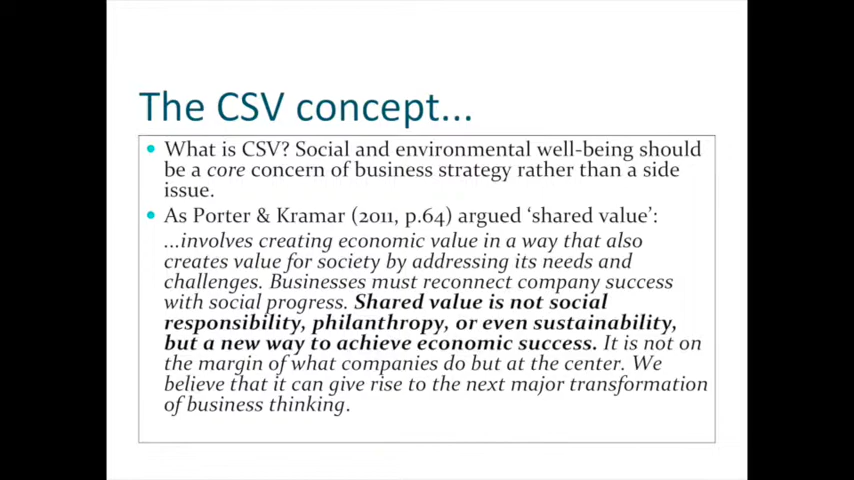 The CSV concept...
• What is CSV? Social and environmental well-being should
be a core concern of business strategy rather than a side
issue.
• As Porter & Kramar (2011, p.64) argued ‘shared value’:
...involves creating economic value in a way that also
creates value for society by addressing its needs and
challenges. Businesses must reconnect company success
with social progress. Shared value is not social
responsibility, philanthropy, or even sustainability,
but a new way to achieve economic success. It is not on
the margin of what companies do but at the center. We
believe that it can give rise to the next major transformation
of business thinking.